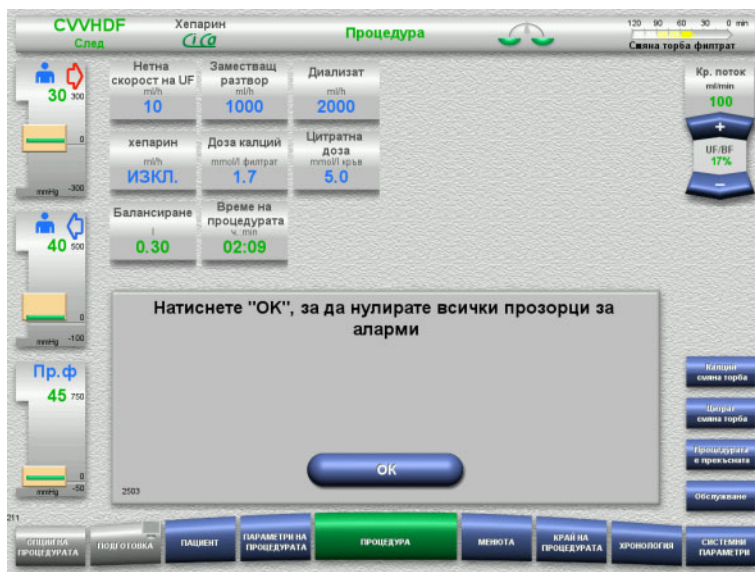 CVVHDF
След
Хепарин
Ci Ca
Процедура
120 90 60 30 0 min
Смяна торба филтрат
30 300
0
mmHg -300
Нетна
скорост на UF
ml/h
10
Заместващ
разтвор
ml/h
1000
Диализат
ml/h
2000
хепарин
ml/h
ИЗКЛ.
Доза калций
mmol/l филтрат
1.7
Цитратна
доза
mmol/l кръв
5.0
Балансиране
l
0.30
Време на
процедурата
ч.:min
02:09
Кр. поток
ml/min
100
+
UF/BF
17%
−
40 500
0
mmHg -100
Пр.ф
45 750
0
mmHg -50
Натиснете "OK", за да нулирате всички прозорци за
аларми
OK
2503
Калций
смяна торба
Цитрат
смяна торба
Процедурата
е прекъсната
Обслужване
211
ОПЦИИ НА
ПРОЦЕДУРАТА
ПОДГОТОВКА
ПАЦИЕНТ
ПАРАМЕТРИ НА
ПРОЦЕДУРАТА
ПРОЦЕДУРА
МЕНЮТА
КРАЙ НА
ПРОЦЕДУРАТА
ХРОНОЛОГИЯ
СИСТЕМНИ
ПАРАМЕТРИ